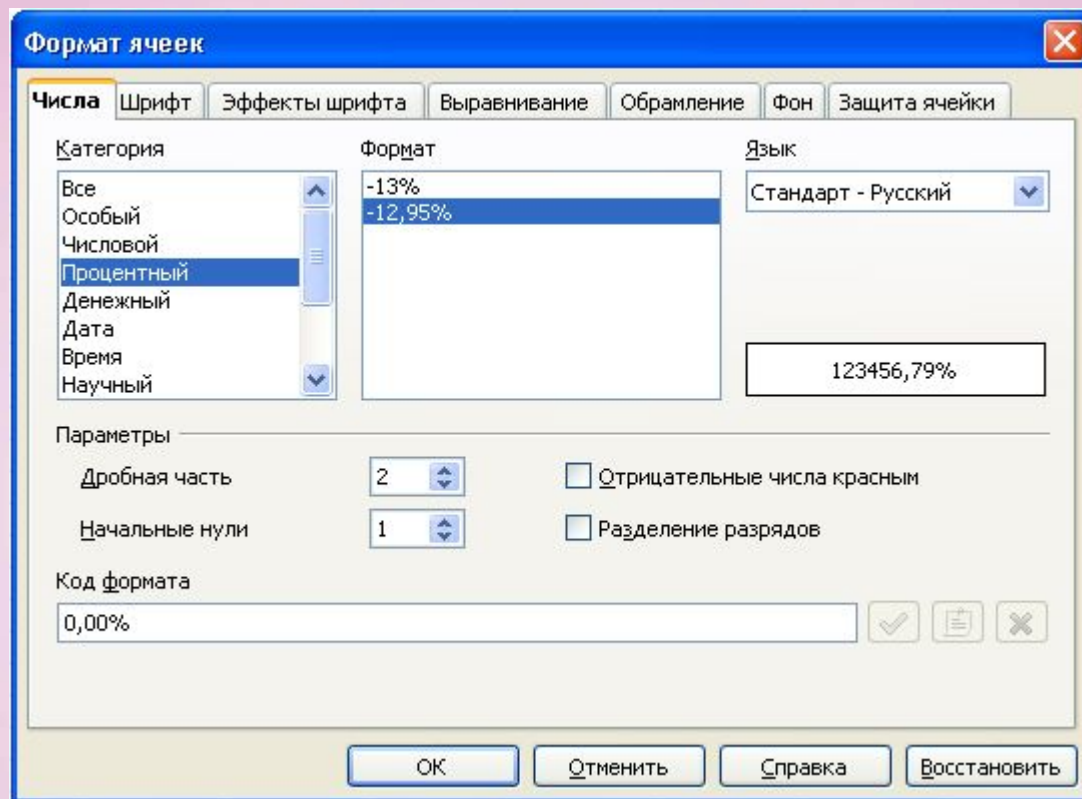 Формат ячеек
Числа Шрифт Эффекты шрифта Выравнивание Обрамление Фон Защита ячейки
Категория Формат Язык
Все -13% Стандарт - Русский
Особый -12,95%
Числовой
Процентный
Денежный
Дата
Время 123456,79%
Научный
Параметры
Дробная часть 2 Отрицательные числа красным
Начальные нули 1 Разделение разрядов
Код формата
0,00%
ОК Отменить Справка Восстановить